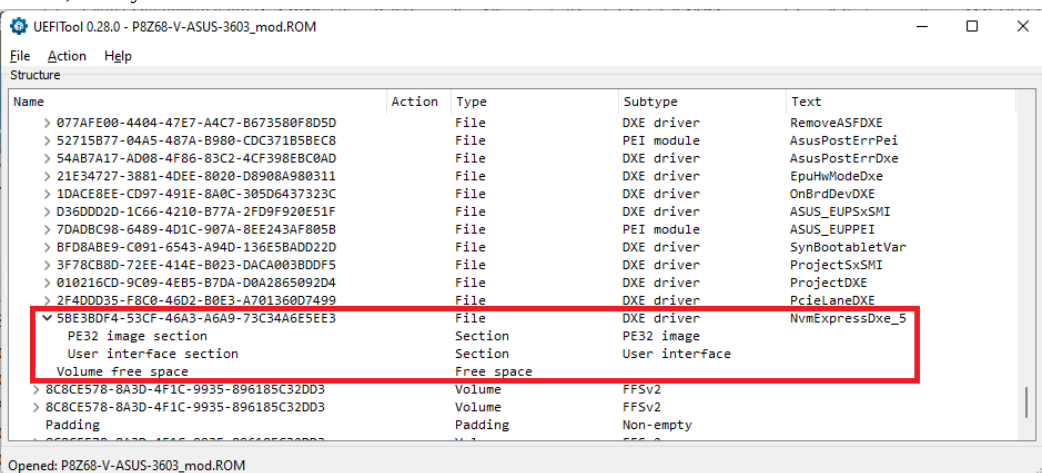 UEFITool 0.28.0 - P8Z68-V-ASUS-3603_mod.ROM
File Action Help
Structure
Name Action Type Subtype Text
077AFE00-4404-47E7-A4C7-B673580F8D5D File DXE driver RemoveASFDXE
52715B77-04A5-487A-B980-CDC371B5BEC8 File PEI module AsusPostErrPei
54AB7A17-AD08-4F86-83C2-4CF398EBC0AD File DXE driver AsusPostErrDxe
21E34727-3881-4DEE-8020-D8908A980311 File DXE driver EpuHwModeDxe
1DACE8EE-CD97-491E-8A0C-305D6437323C File DXE driver OnBrdDevDXE
D36DDD2D-1C66-4210-B77A-2FD9F920E51F File DXE driver ASUS_EUPSxSMI
7DADBC98-6489-4D1C-907A-8EE243AF805B File PEI module ASUS_EUPPEI
BFD8ABE9-C091-6543-A94D-136E5BADD22D File DXE driver SynBootabletVar
3F78CB8D-72EE-414E-B023-DACA003BDDF5 File DXE driver ProjectSxSMI
010216CD-9C09-4EB5-B7DA-D0A2865092D4 File DXE driver ProjectDXE
2F4DDD35-F8C0-46D2-B0E3-A701360D7499 File DXE driver PcieLaneDXE
5BE3BDF4-53CF-46A3-A6A9-73C34A6E5EE3 File DXE driver NvmExpressDxe_5
PE32 image section Section PE32 image
User interface section Section User interface
Volume free space Free space
8C8CE578-8A3D-4F1C-9935-896185C32DD3 Volume FFSv2
8C8CE578-8A3D-4F1C-9935-896185C32DD3 Volume FFSv2
Padding Padding Non-empty
Opened: P8Z68-V-ASUS-3603_mod.ROM